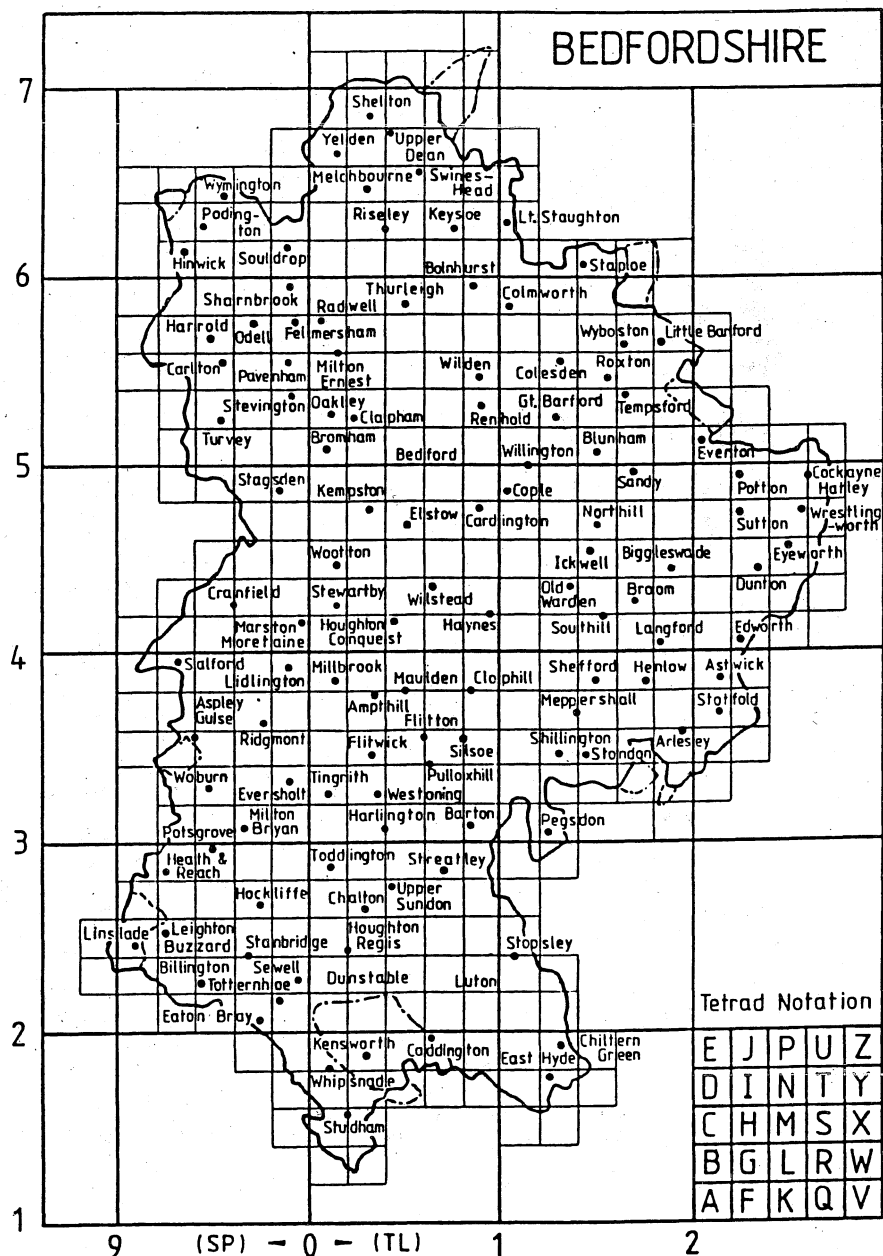 BEDFORDSHIRE
7
Shelton
Yelden
Upper
Dean
Wymington
Melchbourne
Swines-
Head
Poding-
ton
Riseley
Keysoe
Lt. Staughton
Hinwick
Souldrop
Bolnhurst
Staploe
6
Sharnbrook
Thurleigh
Colmworth
Radwell
Harrold
Odell
Felmersham
Wyboston
Little Barford
Carlton
Pavenham
Milton
Ernest
Wilden
Colesden
Roxton
Stevington
Oakley
Clapham
Renhold
Gt. Barford
Tempsford
Turvey
Bromham
Bedford
Willington
Blunham
Everton
5
Stagsden
Kempston
Cople
Sandy
Potton
Cockayne
Hatley
Elstow
Cardington
Northill
Sutton
Wrestling
-worth
Wootton
Ickwell
Biggleswade
Eyeworth
Cranfield
Stewartby
Wilstead
Old
Warden
Broom
Dunton
Marston
Moretaine
Houghton
Conquest
Haynes
Southill
Langford
Edworth
4
Salford
Lidlington
Millbrook
Maulden
Clophill
Shefford
Henlow
Astwick
Aspley
Gulse
Ampthill
Meppershall
Stotfold
Ridgmont
Flitton
Flitwick
Silsoe
Shillington
Stondon
Arlesley
Woburn
Eversholt
Tingrith
Westoning
Pulloxhill
Potsgrove
Milton
Bryan
Harlington
Barton
Pegsdon
3
Heath &
Reach
Toddington
Streatley
Hockliffe
Chalton
Upper
Sundon
Linslade
Leighton
Buzzard
Stanbridge
Houghton
Regis
Stopsley
Billington
Totternhoe
Sewell
Dunstable
Luton
Eaton Bray
2
Kensworth
Caddington
East Hyde
Chiltern
Green
Whipsnade
Studham
Tetrad Notation
E J P U Z
D I N T Y
C H M S X
B G L R W
A F K Q V
1
9 (SP) 0 (TL) 1 2